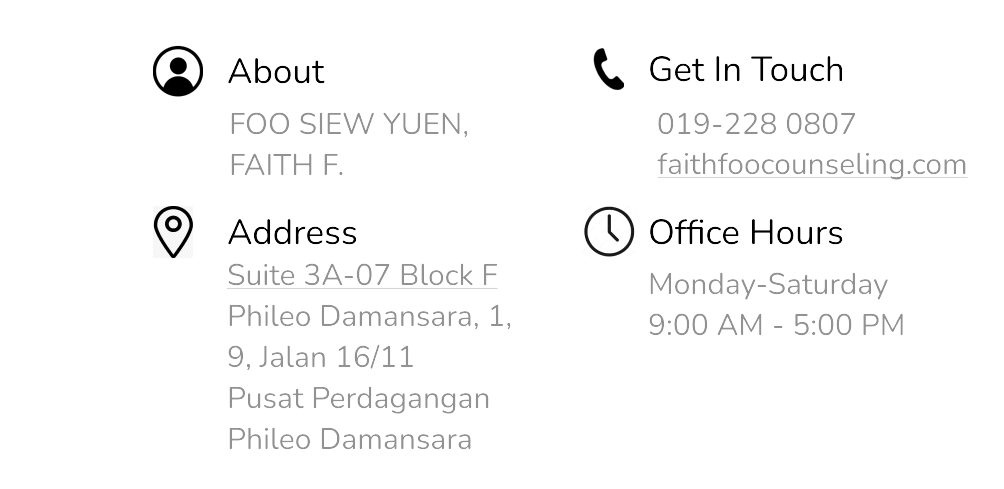 About
FOO SIEW YUEN,
FAITH F.
Get In Touch
019-228 0807
faithfoocounseling.com
Address
Suite 3A-07 Block F
Phileo Damansara, 1,
9, Jalan 16/11
Pusat Perdagangan
Phileo Damansara
Office Hours
Monday-Saturday
9:00 AM - 5:00 PM